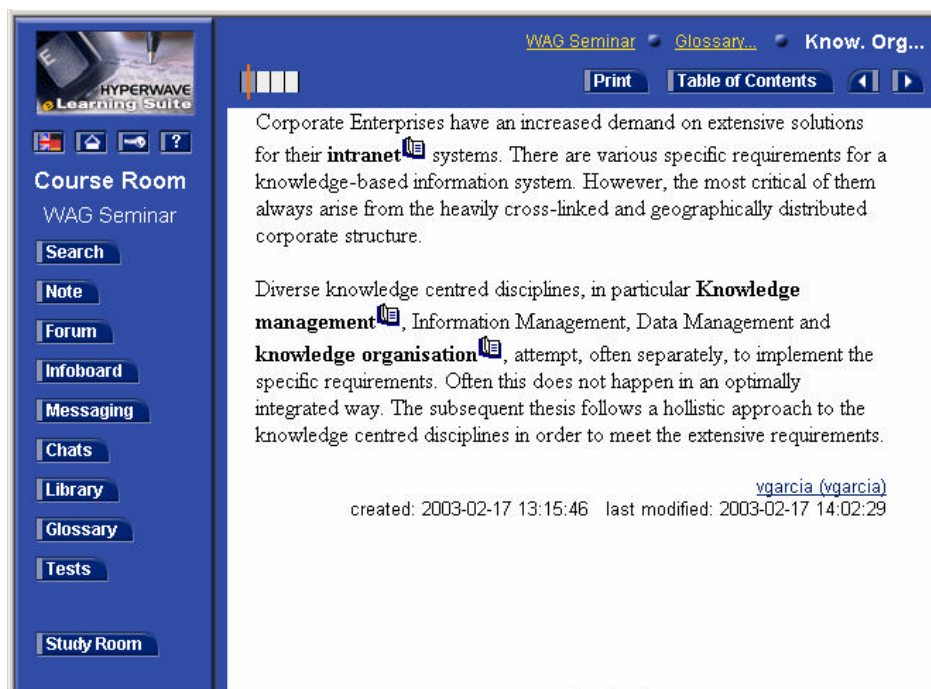 HYPERWAVE
eLearning Suite
?
Course Room
WAG Seminar
Search
Note
Forum
Infoboard
Messaging
Chats
Library
Glossary
Tests
Study Room
WAG Seminar Glossary... Know. Org...
Print Table of Contents
Corporate Enterprises have an increased demand on extensive solutions
for their intranet systems. There are various specific requirements for a
knowledge-based information system. However, the most critical of them
always arise from the heavily cross-linked and geographically distributed
corporate structure.
Diverse knowledge centred disciplines, in particular Knowledge
management, Information Management, Data Management and
knowledge organisation, attempt, often separately, to implement the
specific requirements. Often this does not happen in an optimally
integrated way. The subsequent thesis follows a hollistic approach to the
knowledge centred disciplines in order to meet the extensive requirements.
vgarcia (vgarcia)
created: 2003-02-17 13:15:46 last modified: 2003-02-17 14:02:29